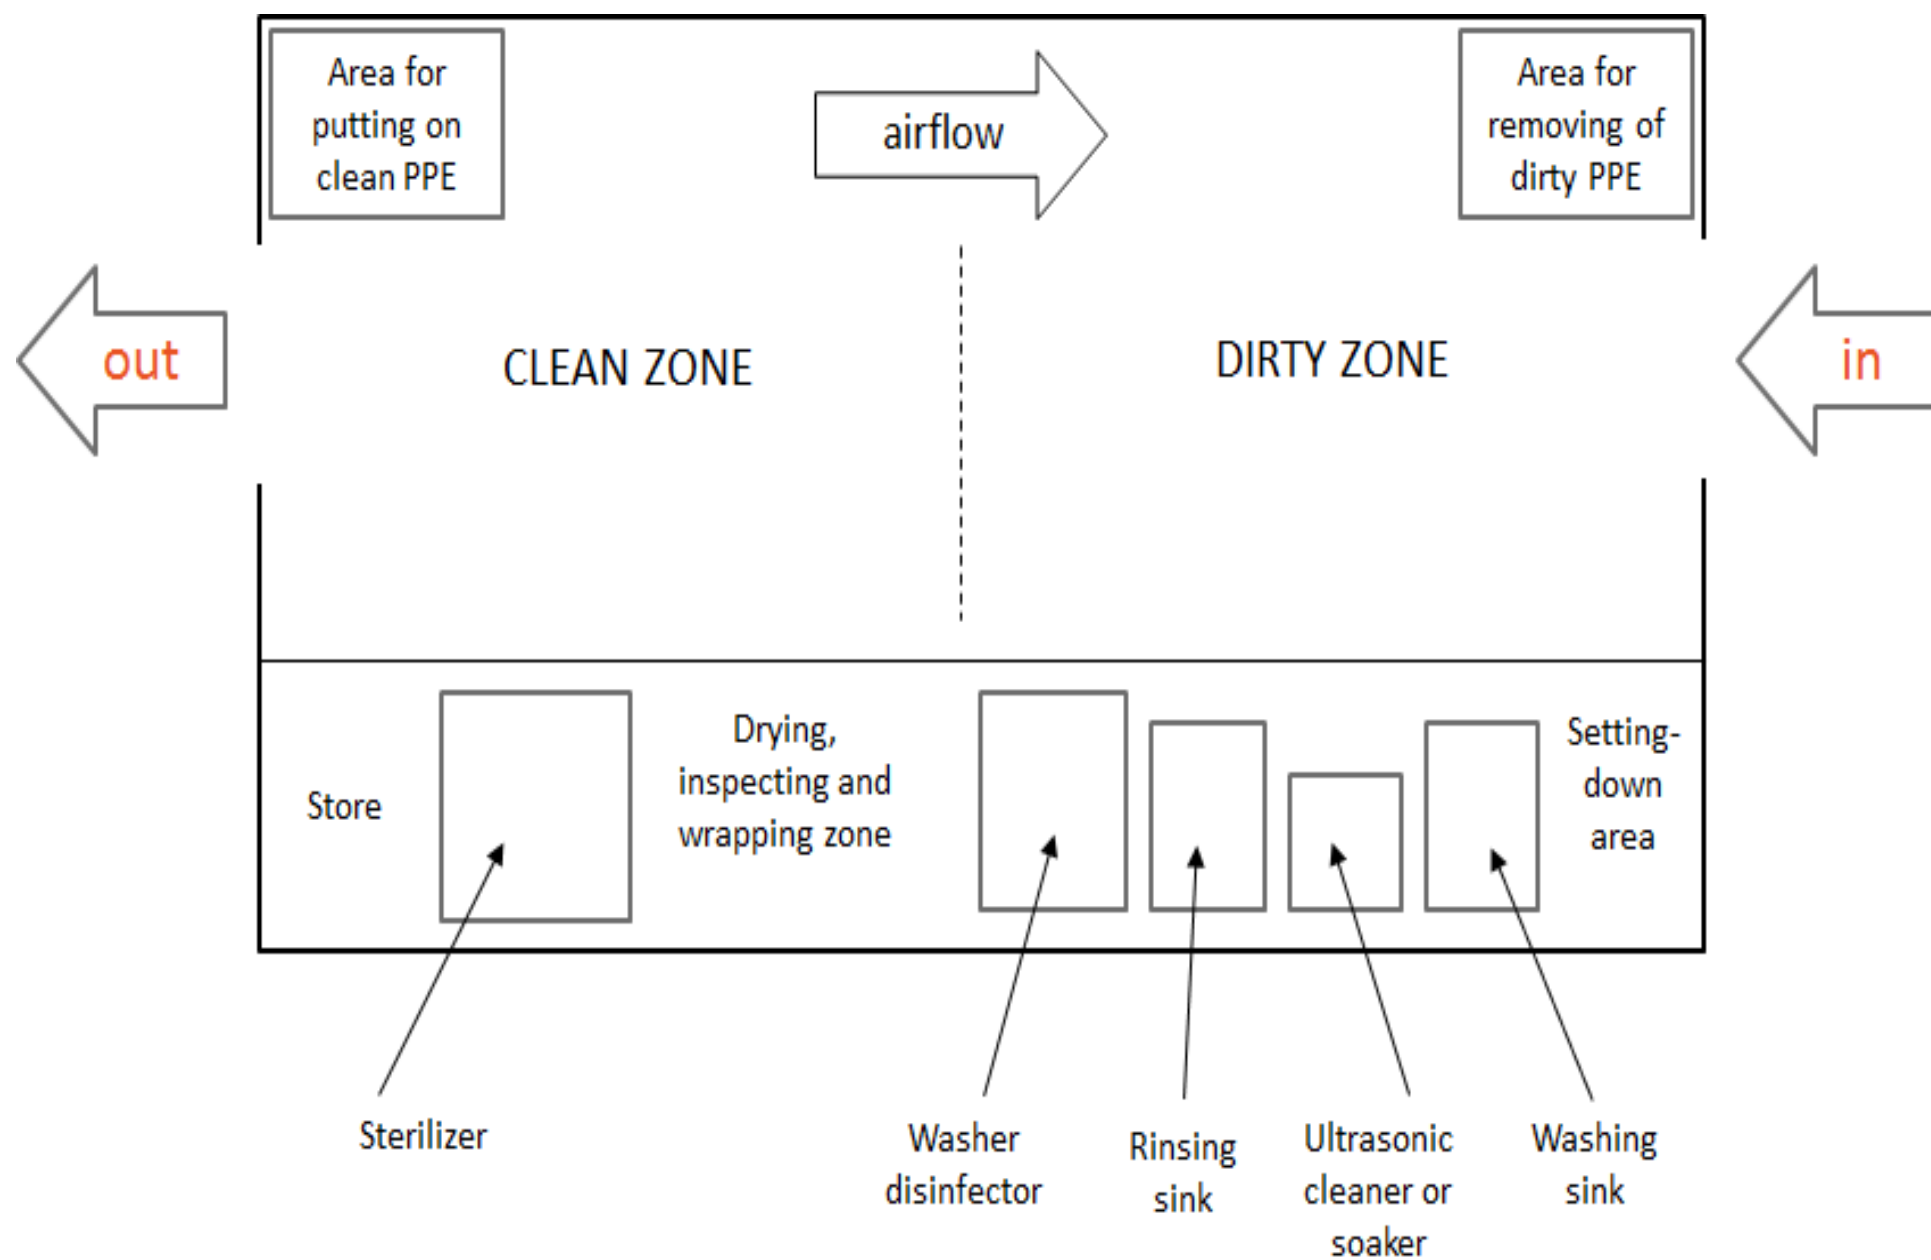 Area for
putting on
clean PPE
airflow
Area for
removing of
dirty PPE
out
CLEAN ZONE
DIRTY ZONE
in
Store
Drying,
inspecting and
wrapping zone
Setting-
down
area
Sterilizer
Washer
disinfector
Rinsing
sink
Ultrasonic
cleaner or
soaker
Washing
sink